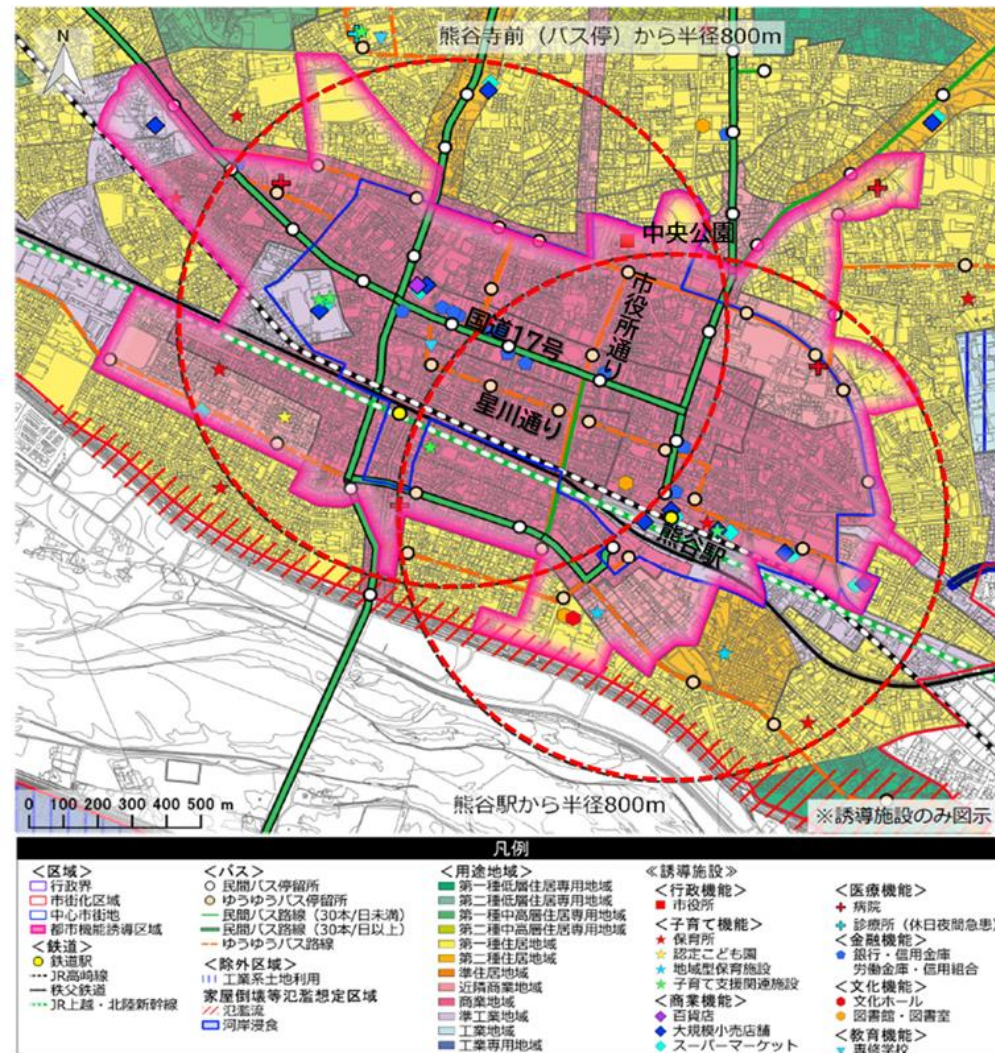 熊谷寺前（バス停）から半径800m
N
中央公園
市役所通り
国道17号
星川通り
熊谷駅
0 100 200 300 400 500 m
熊谷駅から半径800m
※誘導施設のみ図示
凡例
＜区域＞
行政界
市街化区域
中心市街地
都市機能誘導区域
＜鉄道＞
鉄道駅
JR高崎線
秩父鉄道
JR上越・北陸新幹線
＜バス＞
民間バス停留所
ゆうゆうバス停留所
民間バス路線（30本/日未満）
民間バス路線（30本/日以上）
ゆうゆうバス路線
＜除外区域＞
工業系土地利用
家屋倒壊等氾濫想定区域
氾濫流
河岸浸食
＜用途地域＞
第一種低層住居専用地域
第二種低層住居専用地域
第一種中高層住居専用地域
第二種中高層住居専用地域
第一種住居地域
第二種住居地域
準住居地域
近隣商業地域
商業地域
準工業地域
工業地域
工業専用地域
≪誘導施設≫
＜行政機能＞
市役所
＜子育て機能＞
保育所
認定こども園
地域型保育施設
子育て支援関連施設
＜商業機能＞
百貨店
大規模小売店舗
スーパーマーケット
＜医療機能＞
病院
診療所（休日夜間急患）
＜金融機能＞
銀行・信用金庫
労働金庫・信用組合
＜文化機能＞
文化ホール
図書館・図書室
＜教育機能＞
専修学校